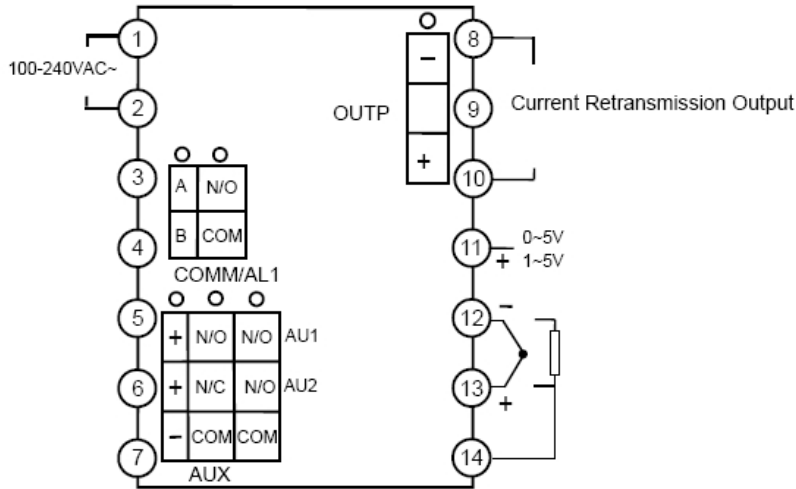 1
100-240VAC~
2
3
4
5
6
7
A N/O
B COM
COMM/AL1
+ N/O N/O AU1
+ N/C N/O AU2
- COM COM
AUX
OUTP
-
+
8
9
10
Current Retransmission Output
11
0~5V
+ 1~5V
12 -
13 +
14